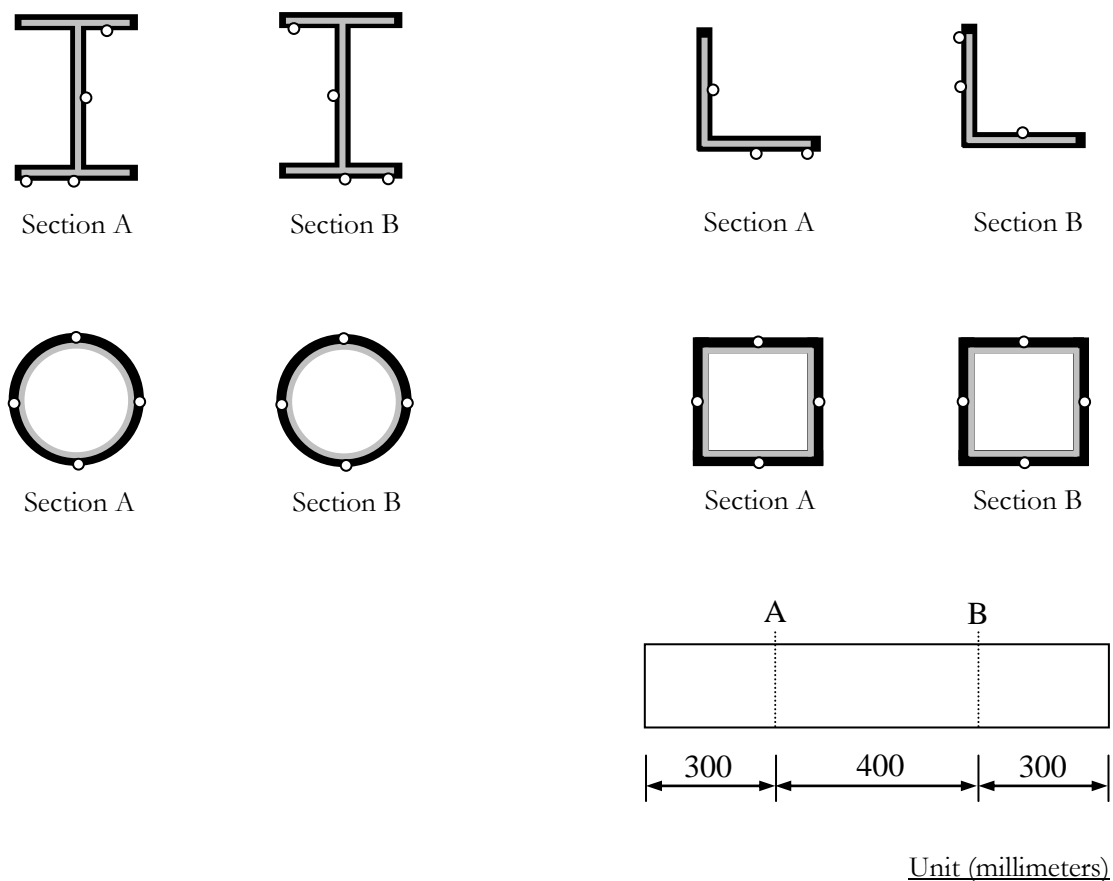 Section A
Section B
Section A
Section B
Section A
Section B
Section A
Section B
A
B
300
400
300
Unit (millimeters)